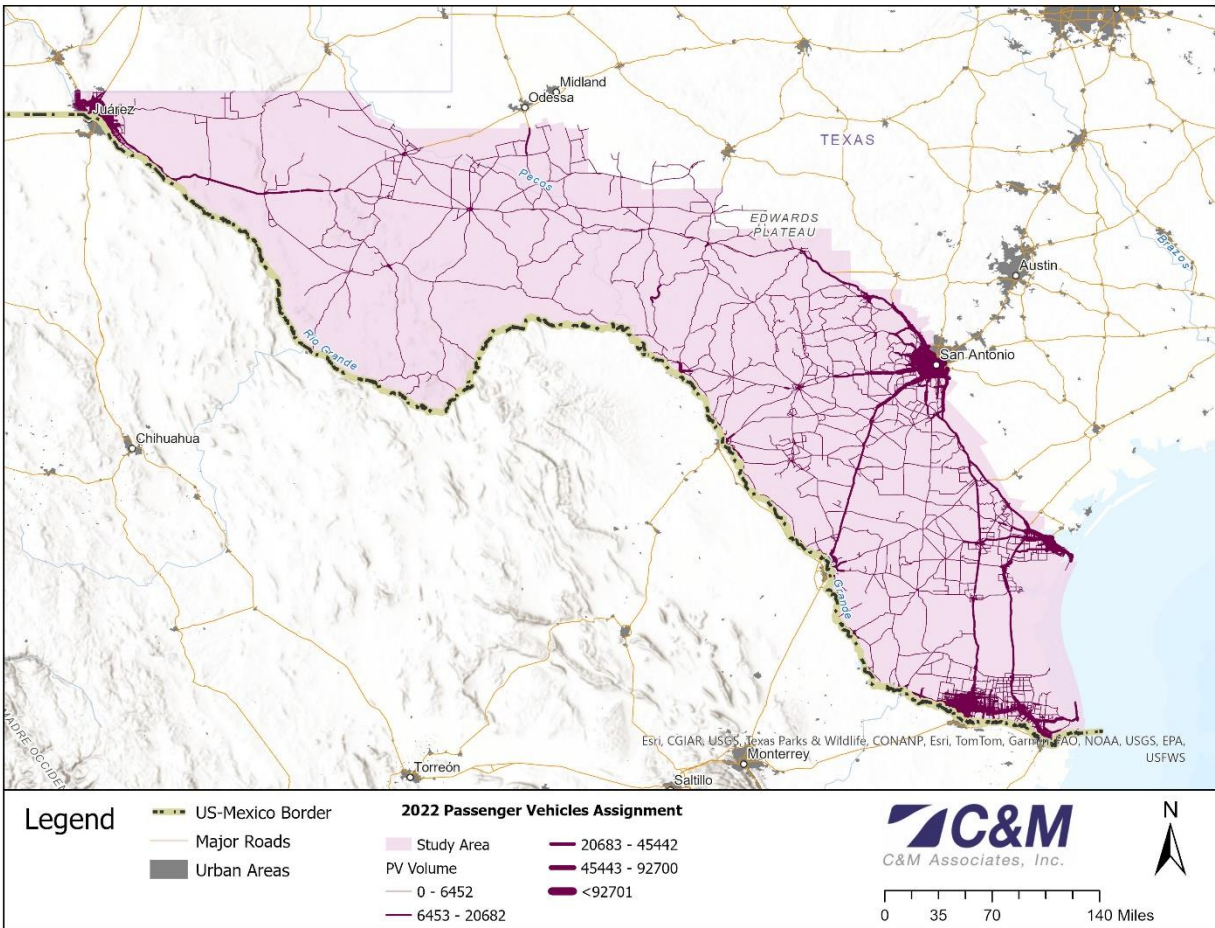 Midland
Odessa
Juárez
TEXAS
Pecos
EDWARDS
PLATEAU
Brazos
Austin
San Antonio
Rio Grande
Chihuahua
Grande
Esri, CGIAR, USGS, Texas Parks & Wildlife, CONANP, Esri, TomTom, Garmin, FAO, NOAA, USGS, EPA,
USFWS
Monterrey
Torreón
Saltillo
MADRE OCCIDEN
Legend
US-Mexico Border
Major Roads
Urban Areas
2022 Passenger Vehicles Assignment
Study Area
PV Volume
0 - 6452
6453 - 20682
20683 - 45442
45443 - 92700
<92701
C&M
C&M Associates, Inc.
N
0 35 70 140 Miles